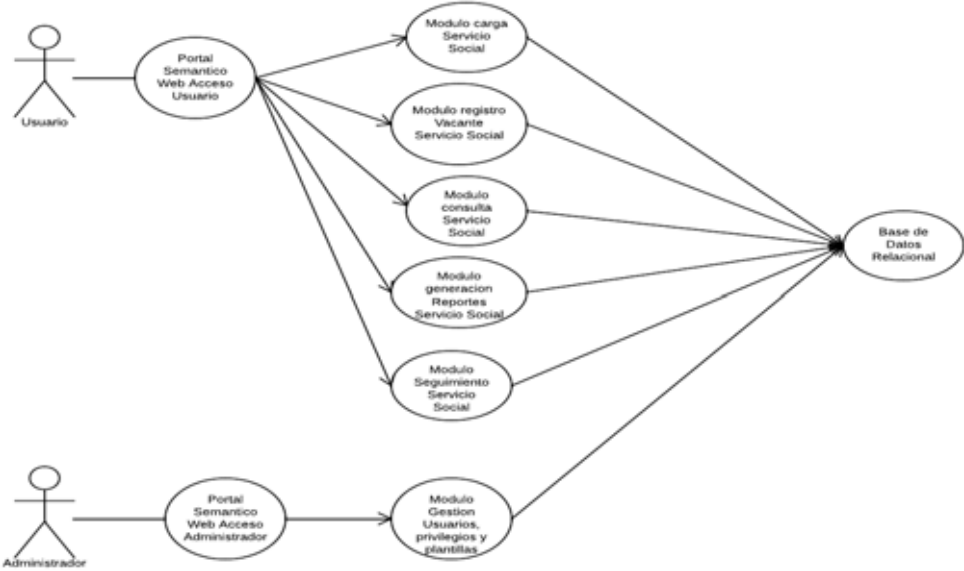 Modulo carga
Servicio
Social
Portal
Semantico
Web Acceso
Usuario
Usuario
Modulo registro
Vacante
Servicio Social
Modulo
consulta
Servicio
Social
Base de
Datos
Relacional
Modulo
generacion
Reportes
Servicio Social
Modulo
Seguimiento
Servicio
Social
Portal
Semantico
Web Acceso
Administrador
Modulo
Gestion
Usuarios,
privilegios y
plantillas
Administrador